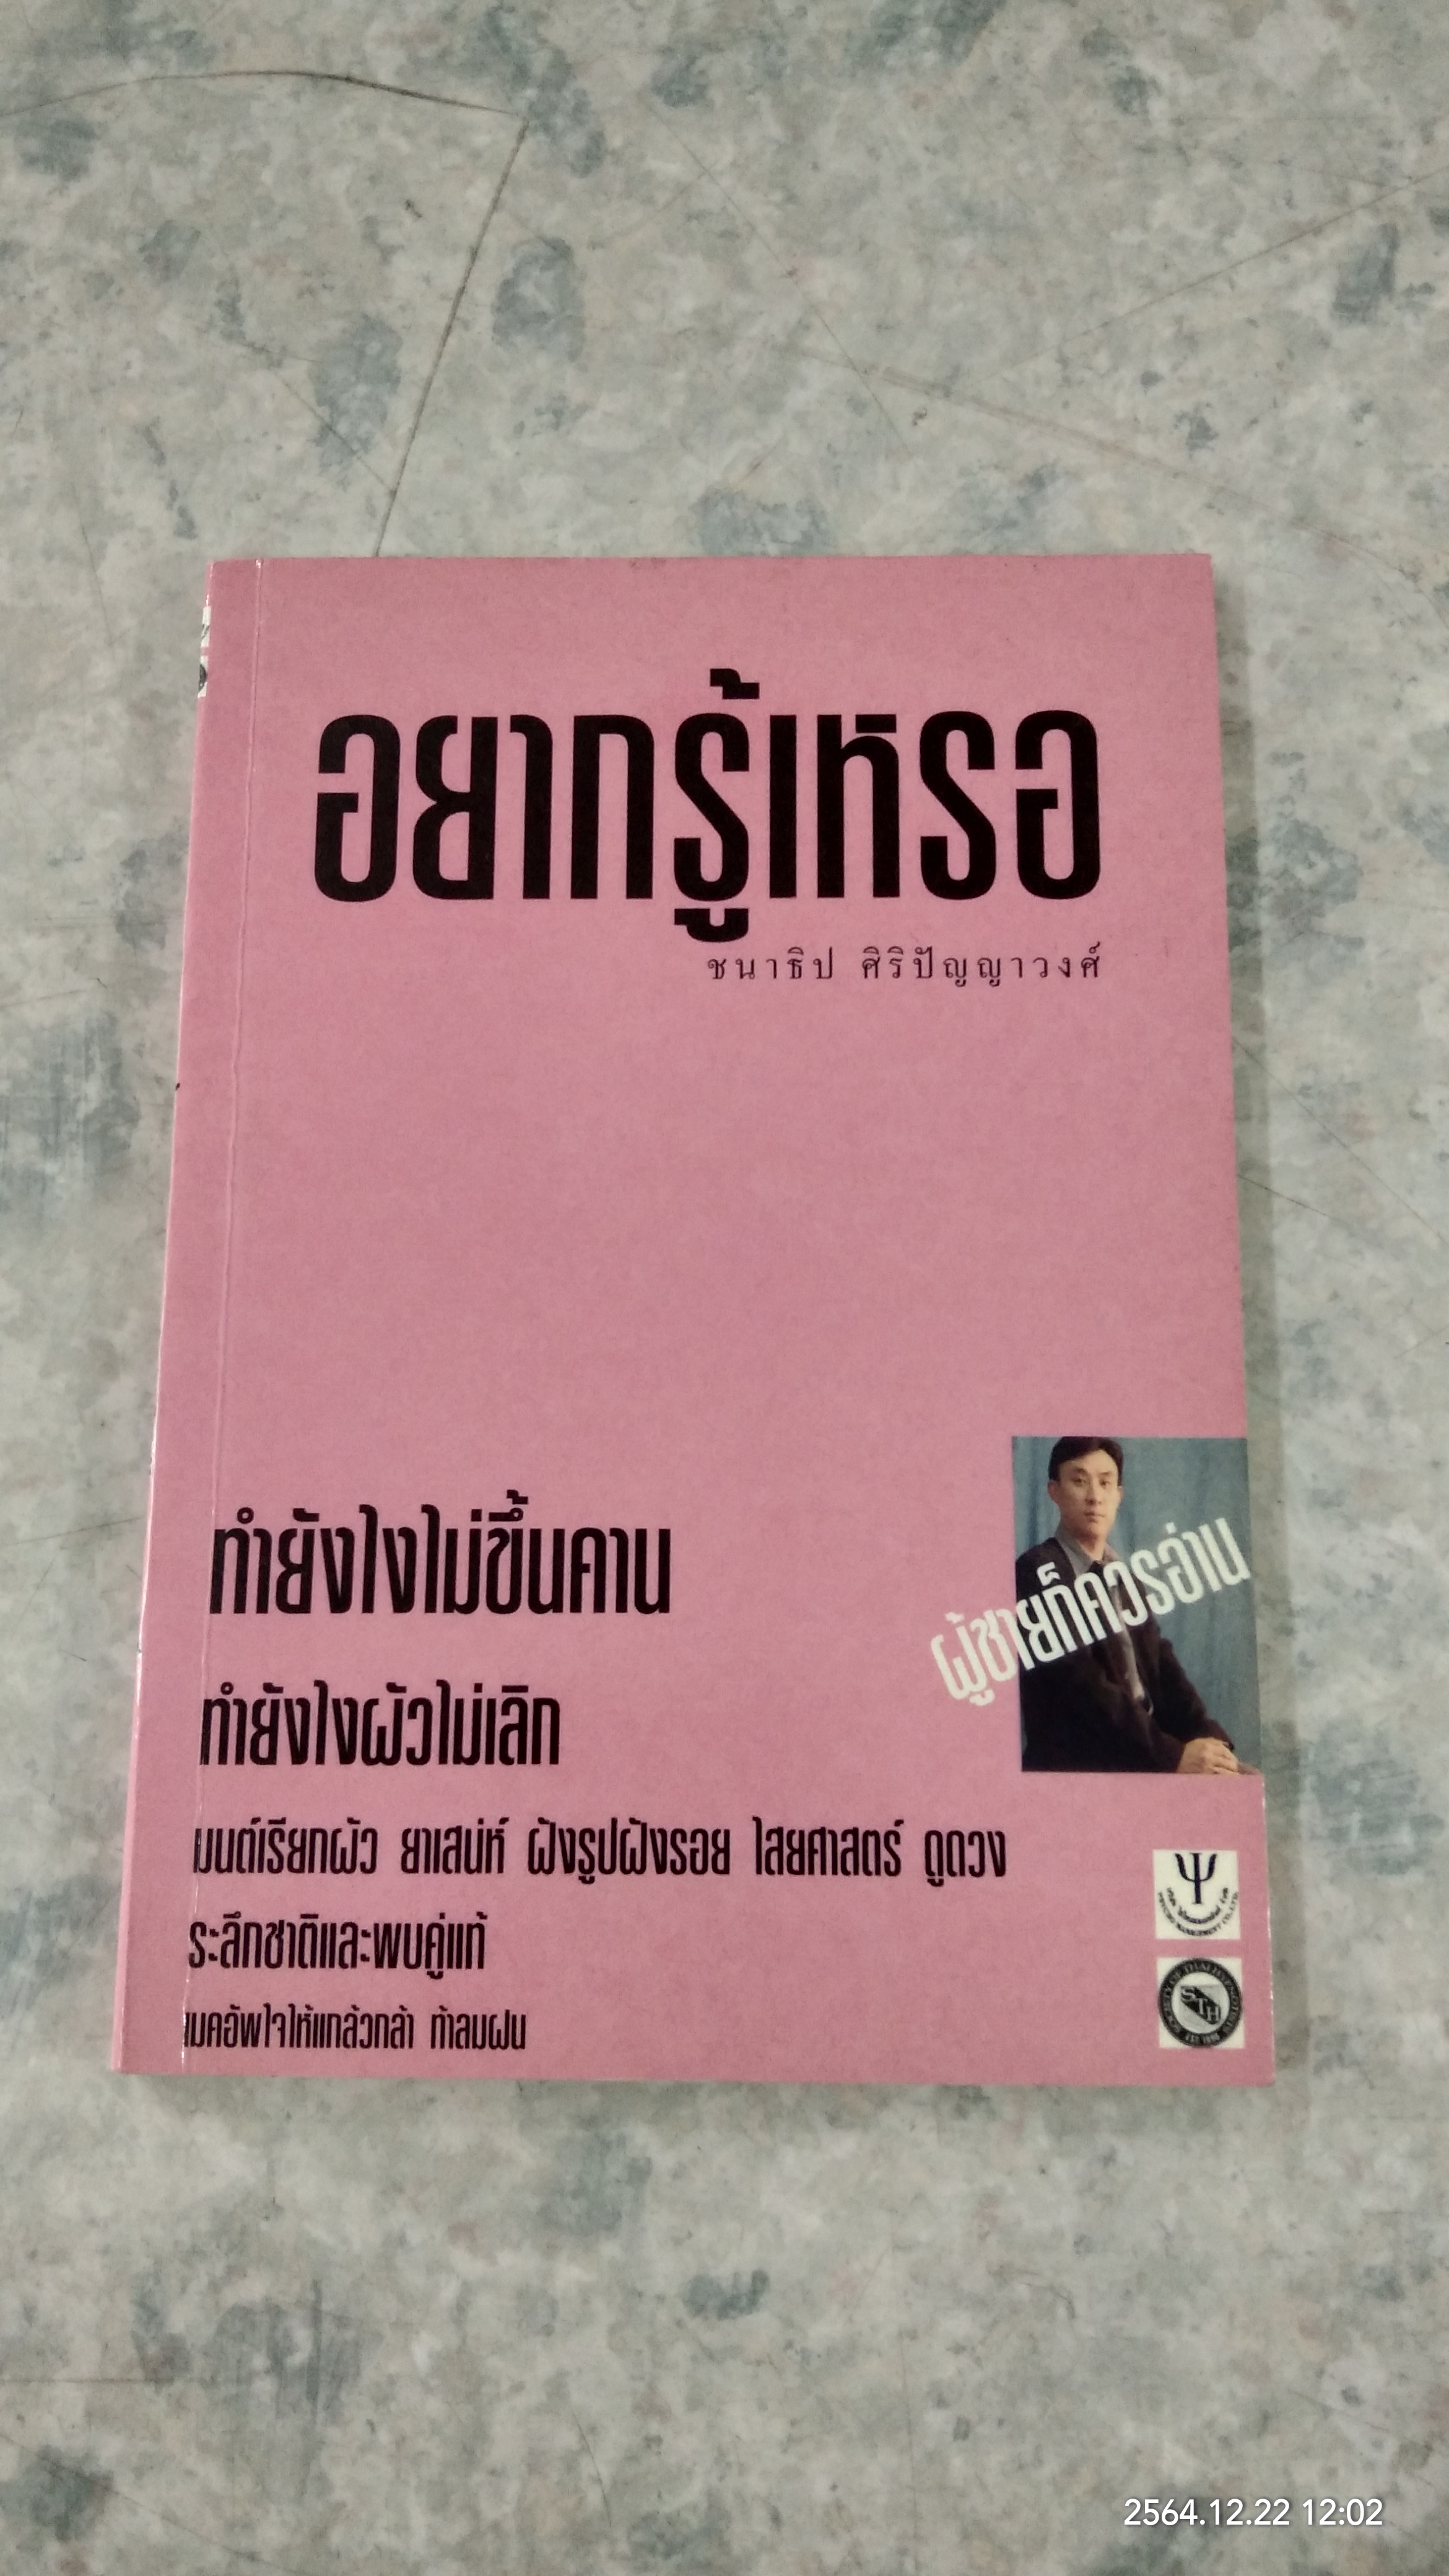 อยากรู้เหรอ
ชนาธิป ศิริปัญญาวงศ์
ทำยังไงไม่ขึ้นคาน
ผู้ชายก็ควรอ่าน
ทำยังไงผัวไม่เลิก
มนต์เรียกผัว ยาเสน่ห์ ฝังรูปฝังรอย ไสยศาสตร์ ดูดวง
ระลึกชาติและพบคู่แท้
เมคอัพใจให้แกล้วกล้า ท้าลมฝน
SOCIETY OF THAI HYPNOTISTS
STH
2564.12.22 12:02